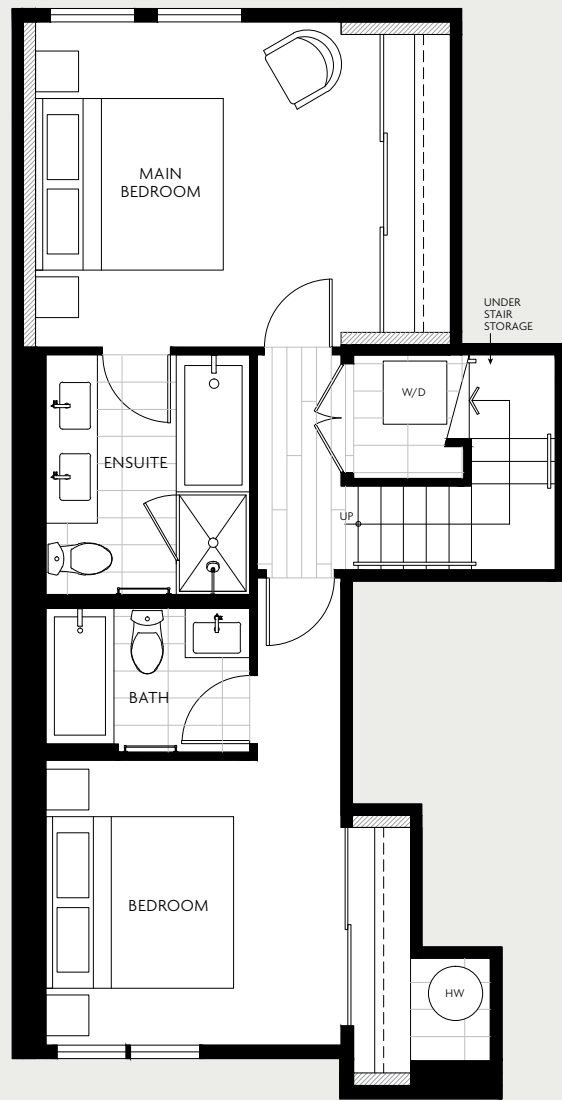 MAIN
BEDROOM
UNDER
STAIR
STORAGE
W/D
ENSUITE
UP
BATH
BEDROOM
HW